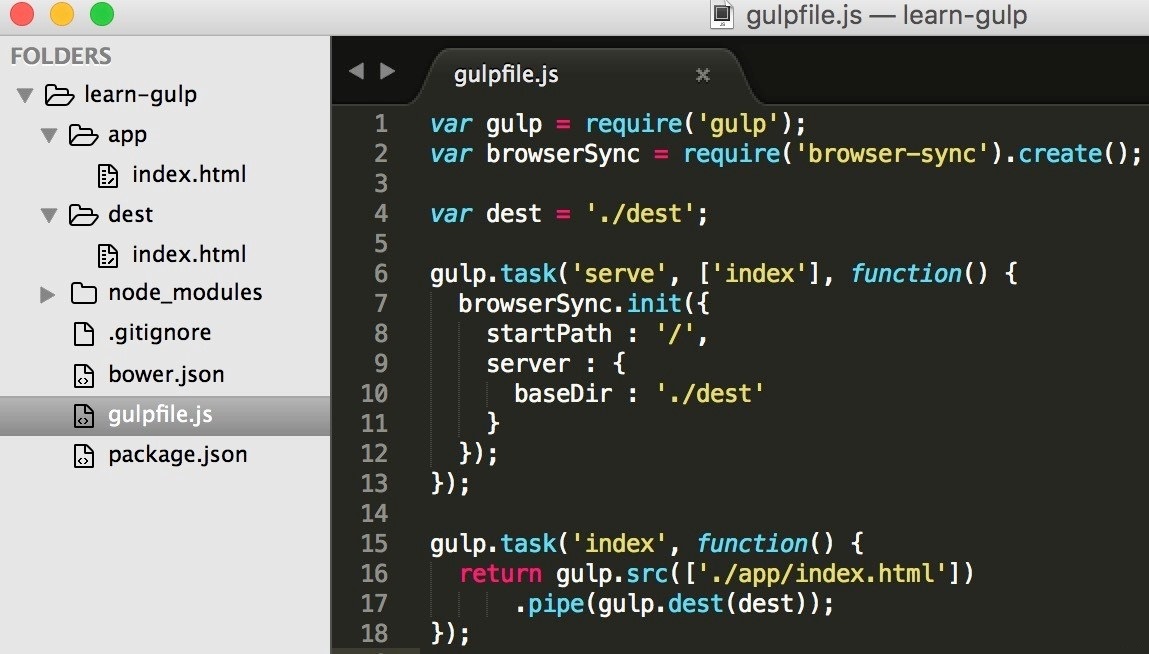 gulpfile.js — learn-gulp
FOLDERS
learn-gulp
app
index.html
dest
index.html
node_modules
.gitignore
bower.json
gulpfile.js
package.json
gulpfile.js
1 var gulp = require('gulp');
2 var browserSync = require('browser-sync').create();
3
4 var dest = './dest';
5
6 gulp.task('serve', ['index'], function() {
7   browserSync.init({
8     startPath : '/',
9     server : {
10       baseDir : './dest'
11     }
12   });
13 });
14
15 gulp.task('index', function() {
16   return gulp.src(['./app/index.html'])
17       .pipe(gulp.dest(dest));
18 });